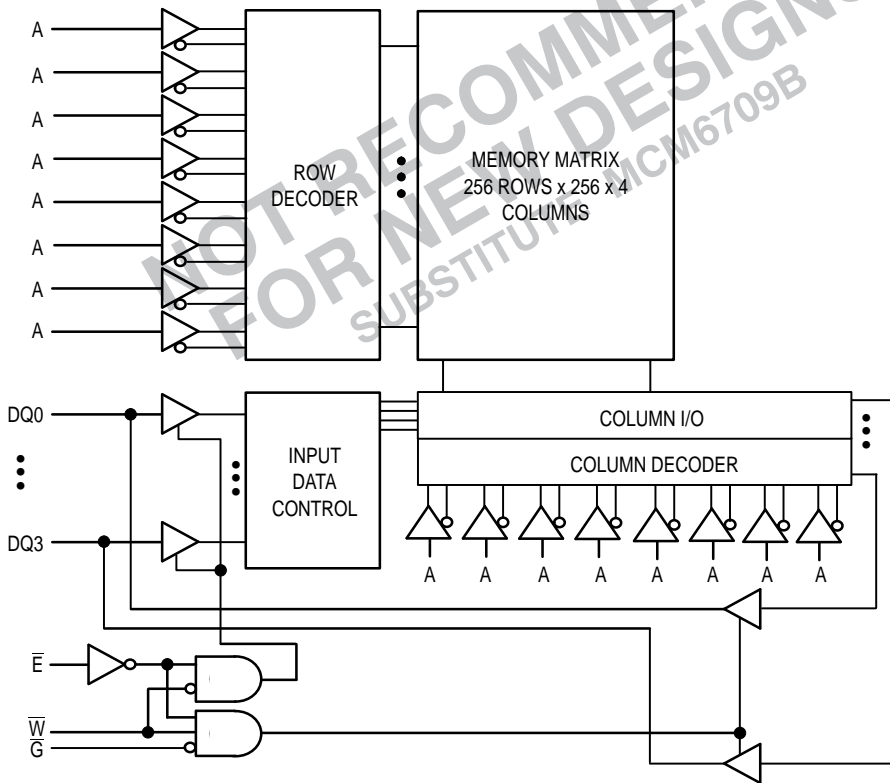 A
A
A
A
A
A
A
A
ROW
DECODER
MEMORY MATRIX
256 ROWS x 256 x 4
COLUMNS
NOT RECOMME
FOR NEW DESIGNS
SUBSTITUTE MCM6709B
DQ0
DQ3
INPUT
DATA
CONTROL
COLUMN I/O
COLUMN DECODER
A A A A A A A A
E̅
W̅
G̅